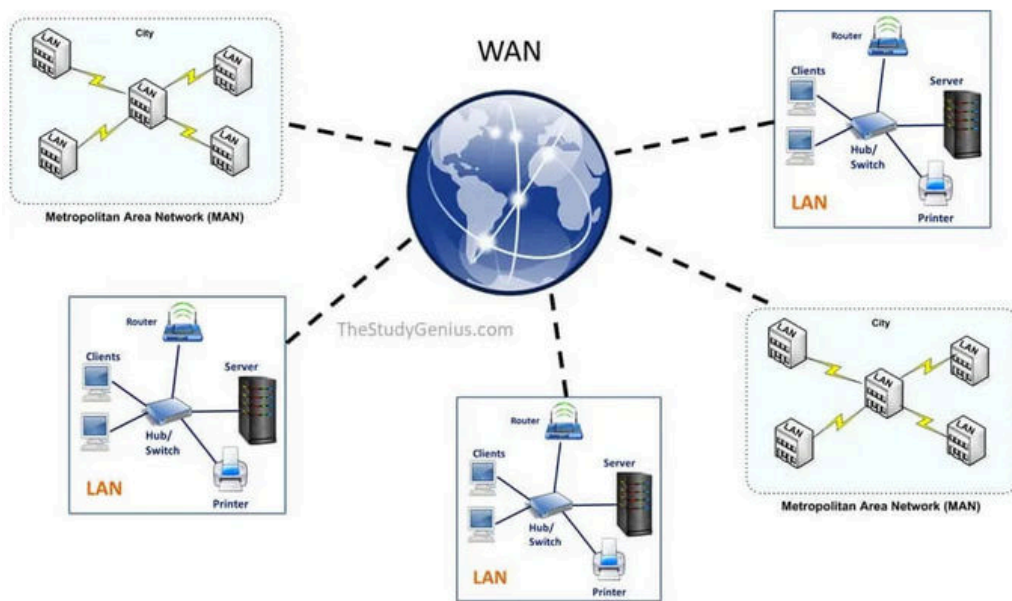 City
LAN
LAN
LAN
LAN
LAN
Metropolitan Area Network (MAN)
WAN
Router
Clients
Server
Hub/
Switch
LAN
Printer
TheStudyGenius.com
Router
Clients
Server
Hub/
Switch
LAN
Printer
Router
Clients
Server
Hub/
Switch
LAN
Printer
City
LAN
LAN
LAN
LAN
LAN
Metropolitan Area Network (MAN)